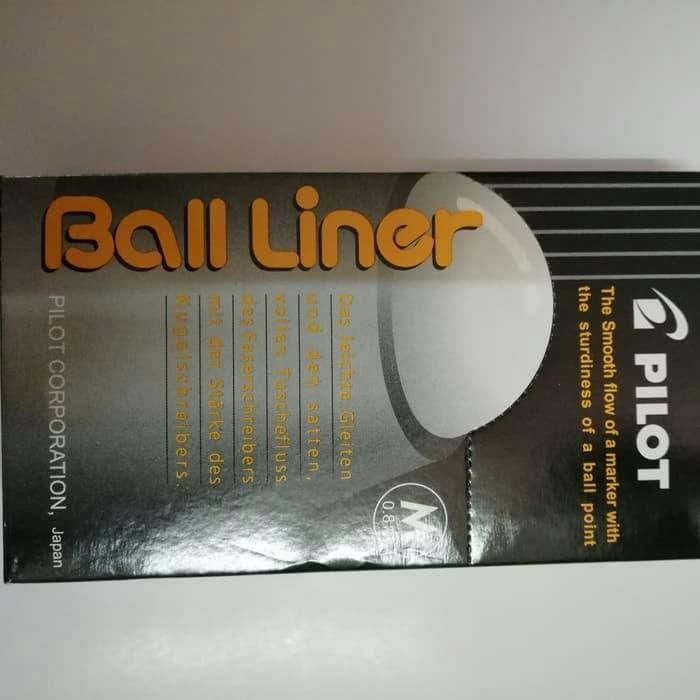 PILOT
The Smooth flow of a marker with
the sturdiness of a ball point
Ball Liner
M
Das leichte Gleiten
und den satten,
vollen Tuschefluss
des Faserschreibers
mit der Stärke des
Kugelschreibers.
PILOT CORPORATION, Japan